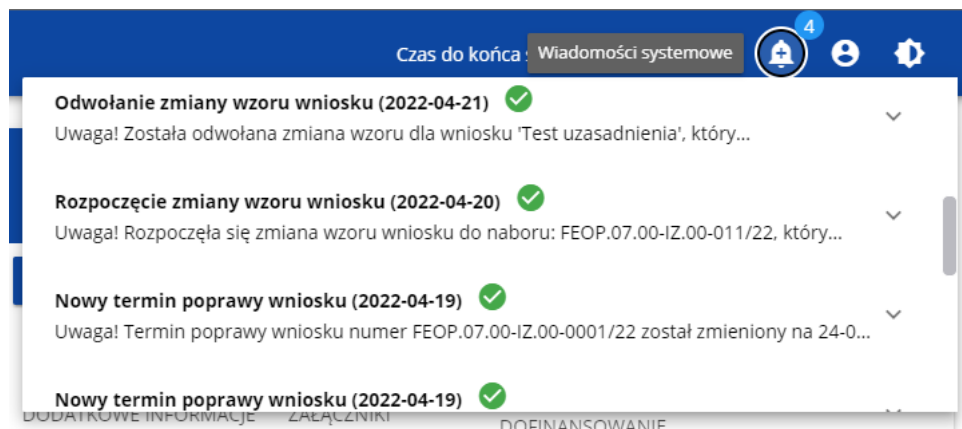 4
Czas do końca
Wiadomości systemowe
Odwołanie zmiany wzoru wniosku (2022-04-21)
Uwaga! Została odwołana zmiana wzoru dla wniosku 'Test uzasadnienia', który...
Rozpoczęcie zmiany wzoru wniosku (2022-04-20)
Uwaga! Rozpoczęła się zmiana wzoru wniosku do naboru: FEOP.07.00-IZ.00-011/22, który...
Nowy termin poprawy wniosku (2022-04-19)
Uwaga! Termin poprawy wniosku numer FEOP.07.00-IZ.00-0001/22 został zmieniony na 24-0...
Nowy termin poprawy wniosku (2022-04-19)
DODATKOWE INFORMACJE ZAŁĄCZNIKI
DOFINANSOWANIE